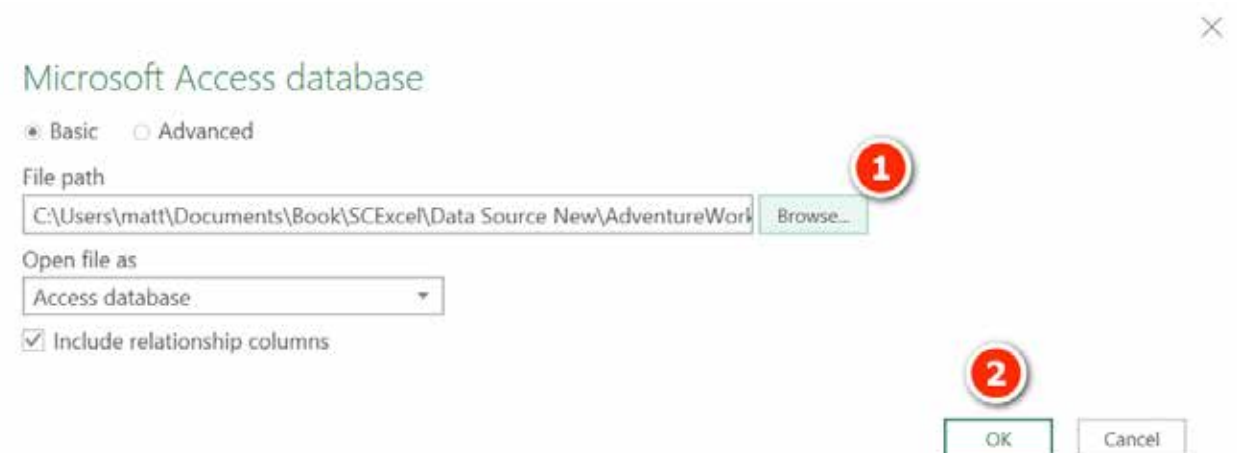 Microsoft Access database
Basic Advanced
1
File path
C:\Users\matt\Documents\Book\SCExcel\Data Source New\AdventureWork Browse...
Open file as
Access database
Include relationship columns
2
OK Cancel